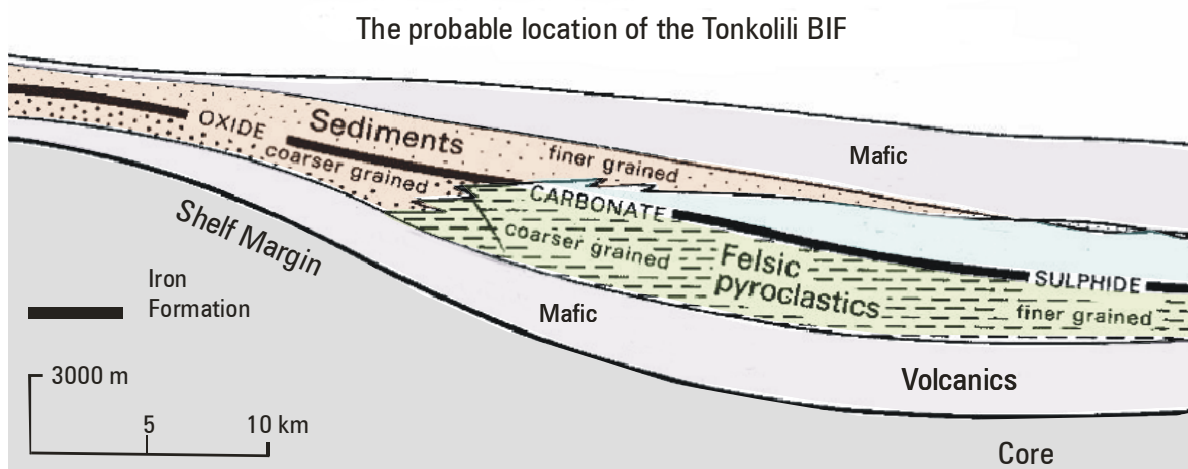 The probable location of the Tonkolili BIF
OXIDE
Sediments
coarser grained
finer grained
Mafic
CARBONATE
coarser grained
Felsic
pyroclastics
SULPHIDE
finer grained
Shelf Margin
Mafic
Volcanics
Core
Iron
Formation
3000 m
5
10 km